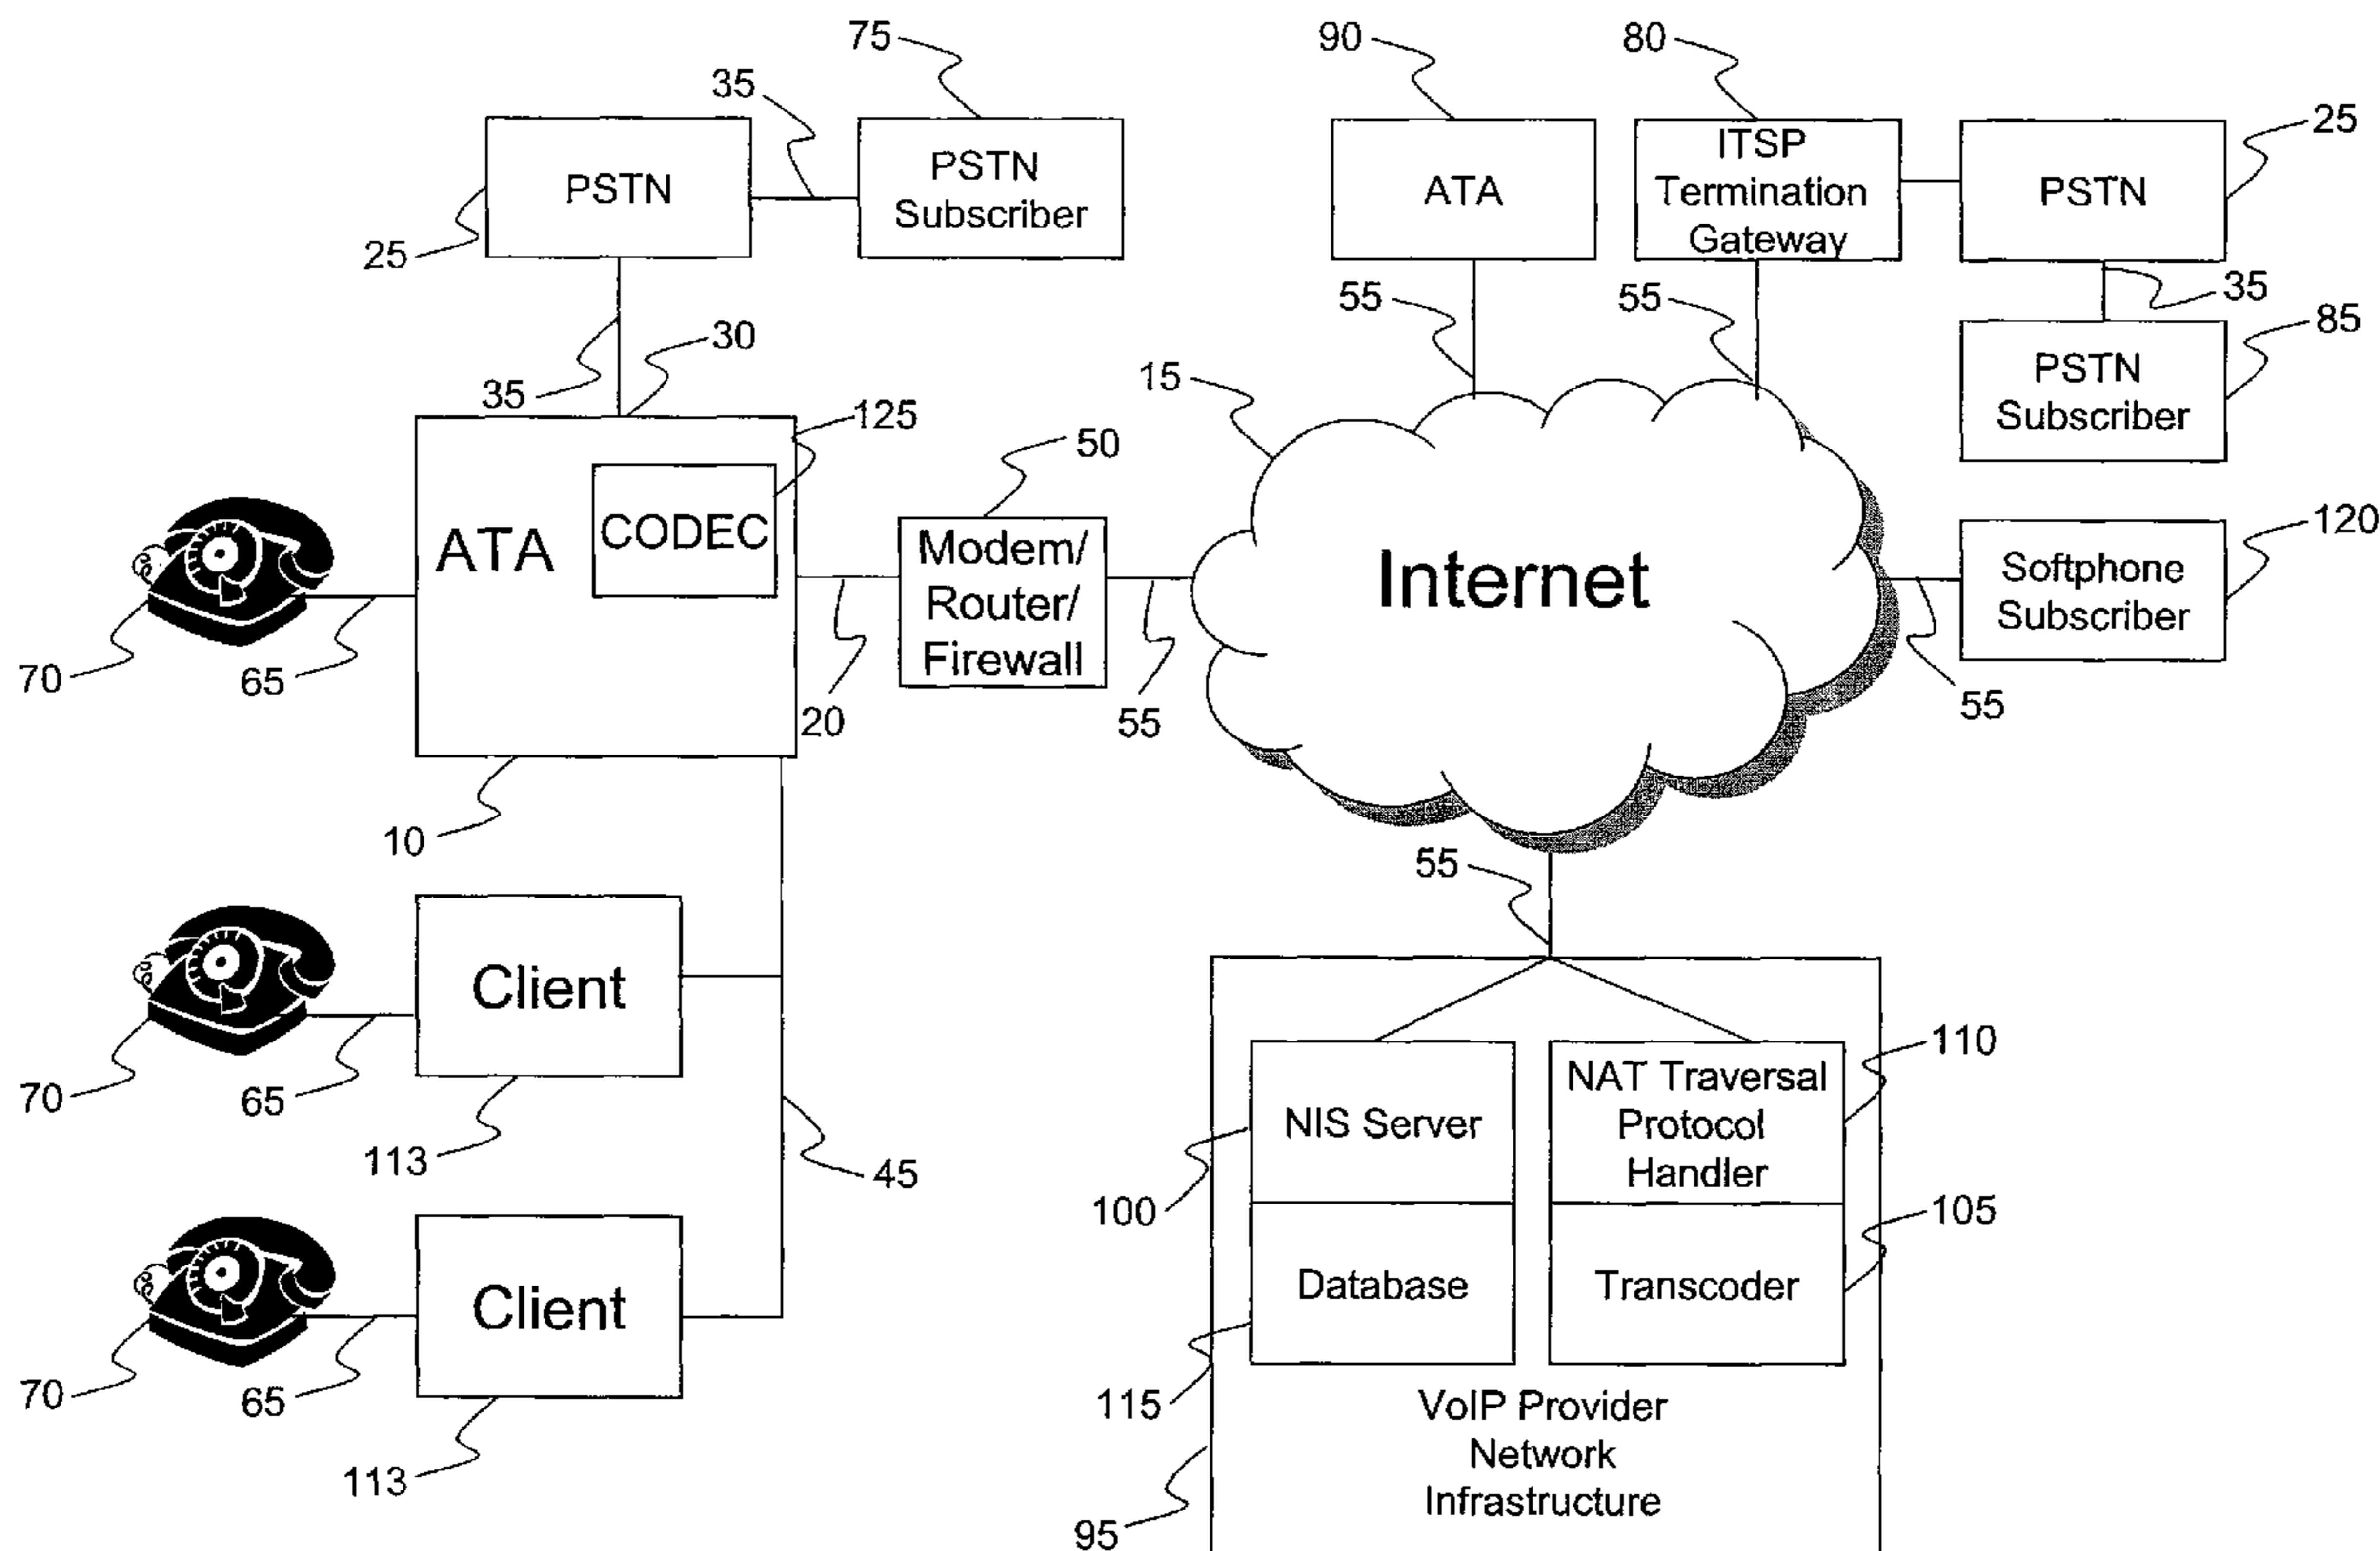 75
90
80
35
25
PSTN
PSTN
Subscriber
ATA
ITSP
Termination
Gateway
PSTN
25
55
55
35
35
30
15
85
PSTN
Subscriber
125
50
ATA
CODEC
Modem/
Router/
Firewall
Internet
120
Softphone
Subscriber
70
65
20
55
55
10
55
Client
110
NIS Server
NAT Traversal
Protocol
Handler
70
65
113
45
100
105
Client
Database
Transcoder
70
65
115
VoIP Provider
Network
Infrastructure
113
95